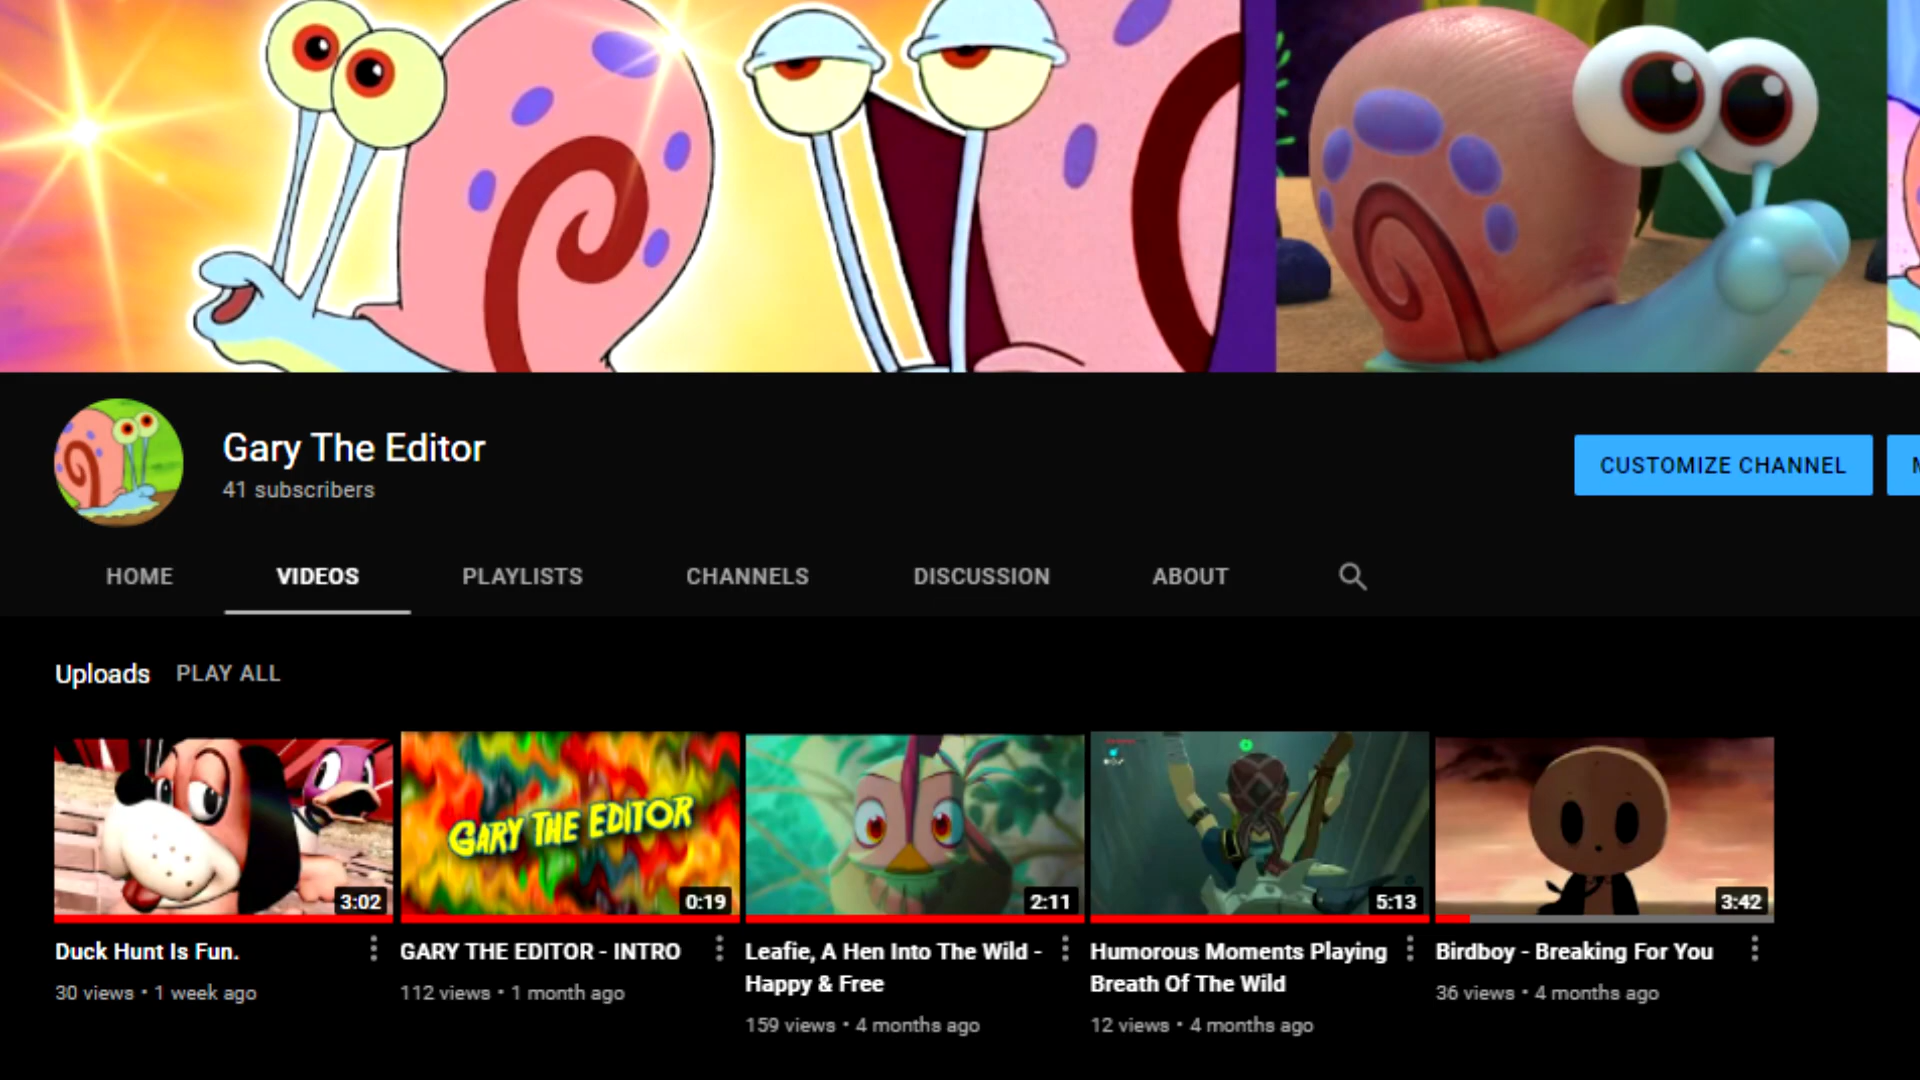 Gary The Editor
41 subscribers
CUSTOMIZE CHANNEL
HOME
VIDEOS
PLAYLISTS
CHANNELS
DISCUSSION
ABOUT
Uploads
PLAY ALL
3:02
GARY THE EDITOR
0:19
2:11
5:13
3:42
Duck Hunt Is Fun.
30 views • 1 week ago
GARY THE EDITOR - INTRO
112 views • 1 month ago
Leafie, A Hen Into The Wild -
Happy & Free
159 views • 4 months ago
Humorous Moments Playing
Breath Of The Wild
12 views • 4 months ago
Birdboy - Breaking For You
36 views • 4 months ago